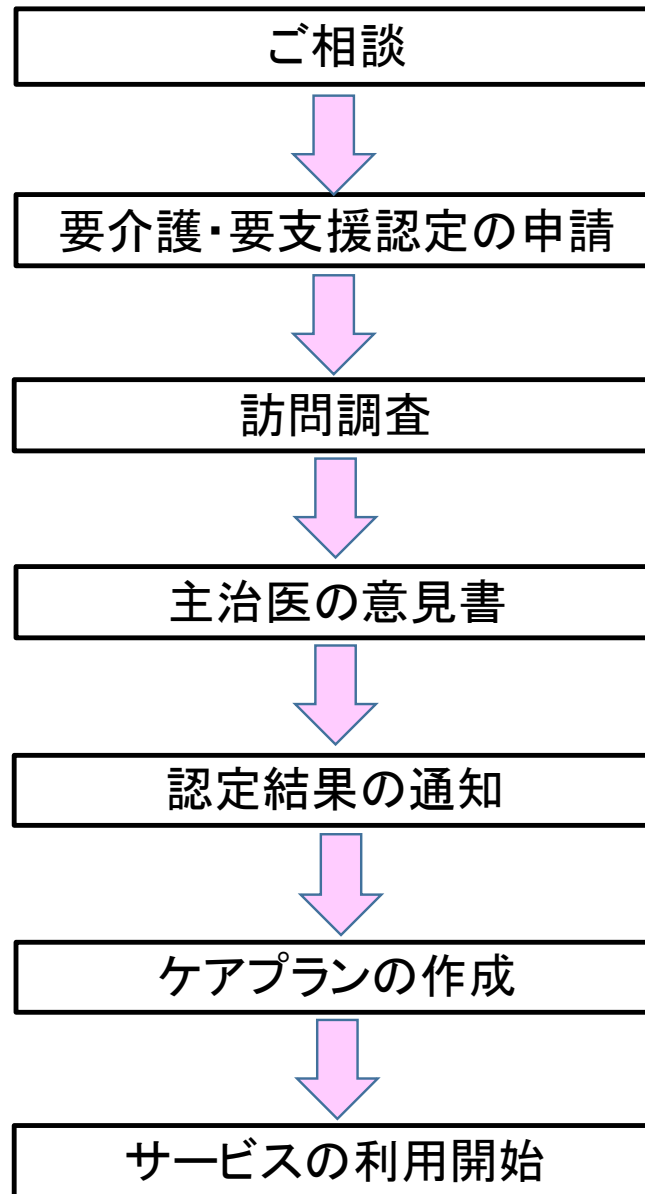 ご相談
要介護・要支援認定の申請
訪問調査
主治医の意見書
認定結果の通知
ケアプランの作成
サービスの利用開始